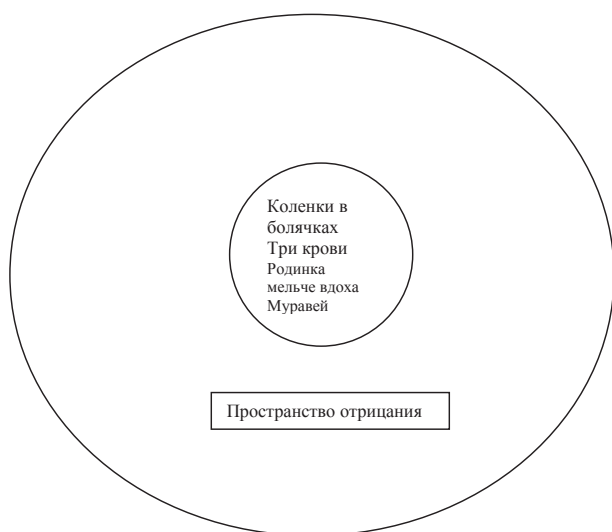 Коленки в
болячках
Три крови
Родинка
мельче вдоха
Муравей
Пространство отрицания